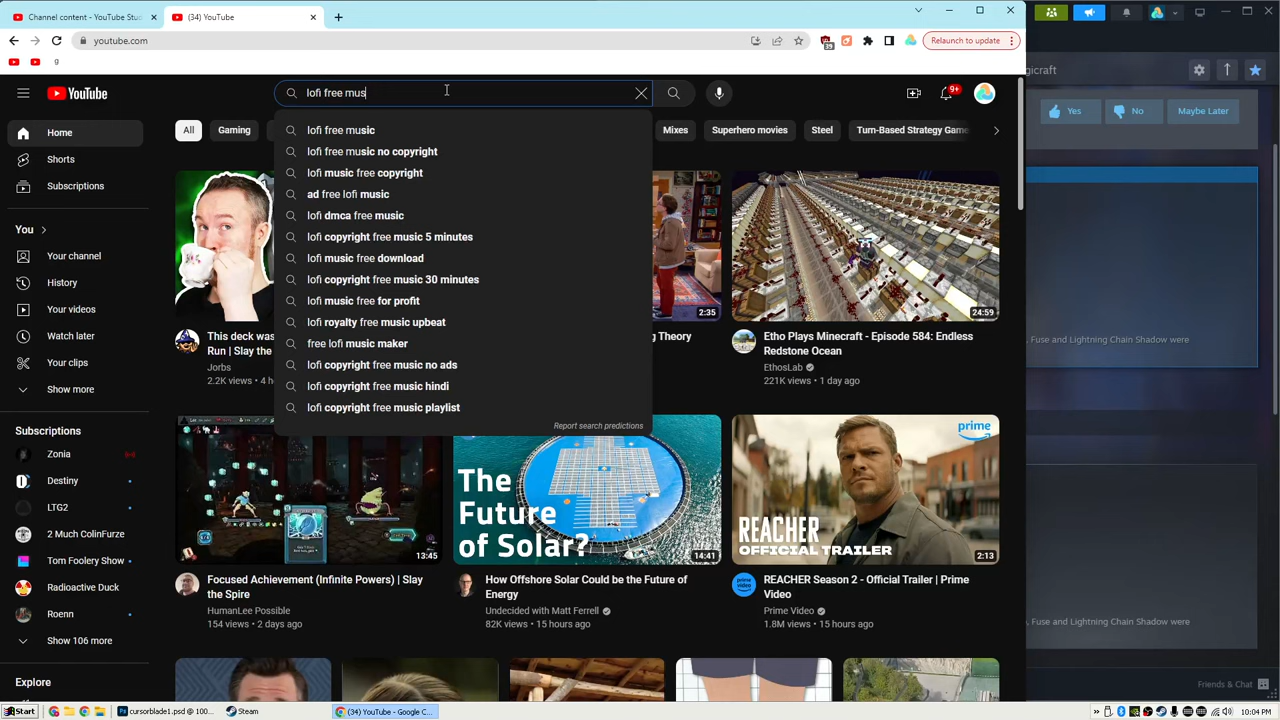 Channel content - YouTube Stu
(34) YouTube
youtube.com
39
Relaunch to update
g
YouTube
lofi free mus
9+
Home
Shorts
Subscriptions
You
Your channel
History
Your videos
Watch later
Your clips
Show more
Subscriptions
Zonia
Destiny
LTG2
2 Much ColinFurze
Tom Foolery Show
Radioactive Duck
Roenn
Show 106 more
Explore
All
Gaming
Mixes
Superhero movies
Steel
Turn-Based Strategy Game
lofi free music
lofi free music no copyright
lofi music free copyright
ad free lofi music
lofi dmca free music
lofi copyright free music 5 minutes
lofi music free download
lofi copyright free music 30 minutes
lofi music free for profit
lofi royalty free music upbeat
free lofi music maker
lofi copyright free music no ads
lofi copyright free music hindi
lofi copyright free music playlist
Report search predictions
This deck was
Run | Slay the
Jorbs
2.2K views • 4 h
2:35
g Theory
24:59
Etho Plays Minecraft - Episode 584: Endless
Redstone Ocean
EthosLab
221K views • 1 day ago
13:45
Focused Achievement (Infinite Powers) | Slay
the Spire
HumanLee Possible
154 views • 2 days ago
The
Future
of Solar?
14:41
How Offshore Solar Could be the Future of
Energy
Undecided with Matt Ferrell
82K views • 15 hours ago
prime
video
REACHER
OFFICIAL TRAILER
2:13
REACHER Season 2 - Official Trailer | Prime
Video
Prime Video
1.8M views • 15 hours ago
gicraft
Yes
No
Maybe Later
, Fuse and Lightning Chain Shadow were
, Fuse and Lightning Chain Shadow were
Friends & Chat
Start
cursorblade1.psd @ 100...
Steam
(34) YouTube - Google C...
10:04 PM